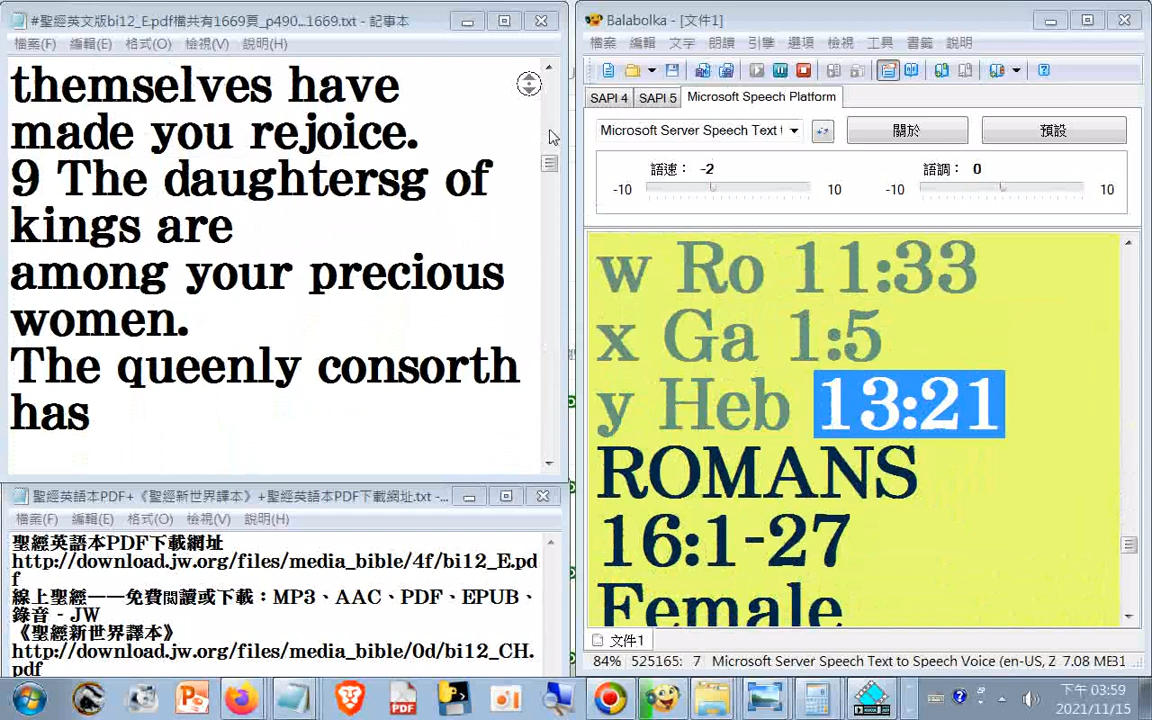 #聖經英文版bi12_E.pdf檔共有1669頁_p490...1669.txt - 記事本
檔案(F) 編輯(E) 格式(O) 檢視(V) 說明(H)
themselves have
made you rejoice.
9 The daughtersg of
kings are
among your precious
women.
The queenly consorth
has
聖經英語本PDF+《聖經新世界譯本》+聖經英語本PDF下載網址.txt -...
檔案(F) 編輯(E) 格式(O) 檢視(V) 說明(H)
聖經英語本PDF下載網址
http://download.jw.org/files/media_bible/4f/bi12_E.pd
f
線上聖經──免費閱讀或下載：MP3、AAC、PDF、EPUB、
錄音 - JW
《聖經新世界譯本》
http://download.jw.org/files/media_bible/0d/bi12_CH.
pdf
Balabolka - [文件1]
檔案 編輯 文字 朗讀 引擎 選項 檢視 工具 書籤 說明
SAPI 4 SAPI 5 Microsoft Speech Platform
Microsoft Server Speech Text 關於 預設
語速： -2 語調： 0
-10 10 -10 10
w Ro 11:33
x Ga 1:5
y Heb 13:21
ROMANS
16:1-27
Female
文件1
84% 525165: 7 Microsoft Server Speech Text to Speech Voice (en-US, Z 7.08 MB
PDF
下午 03:59
2021/11/15